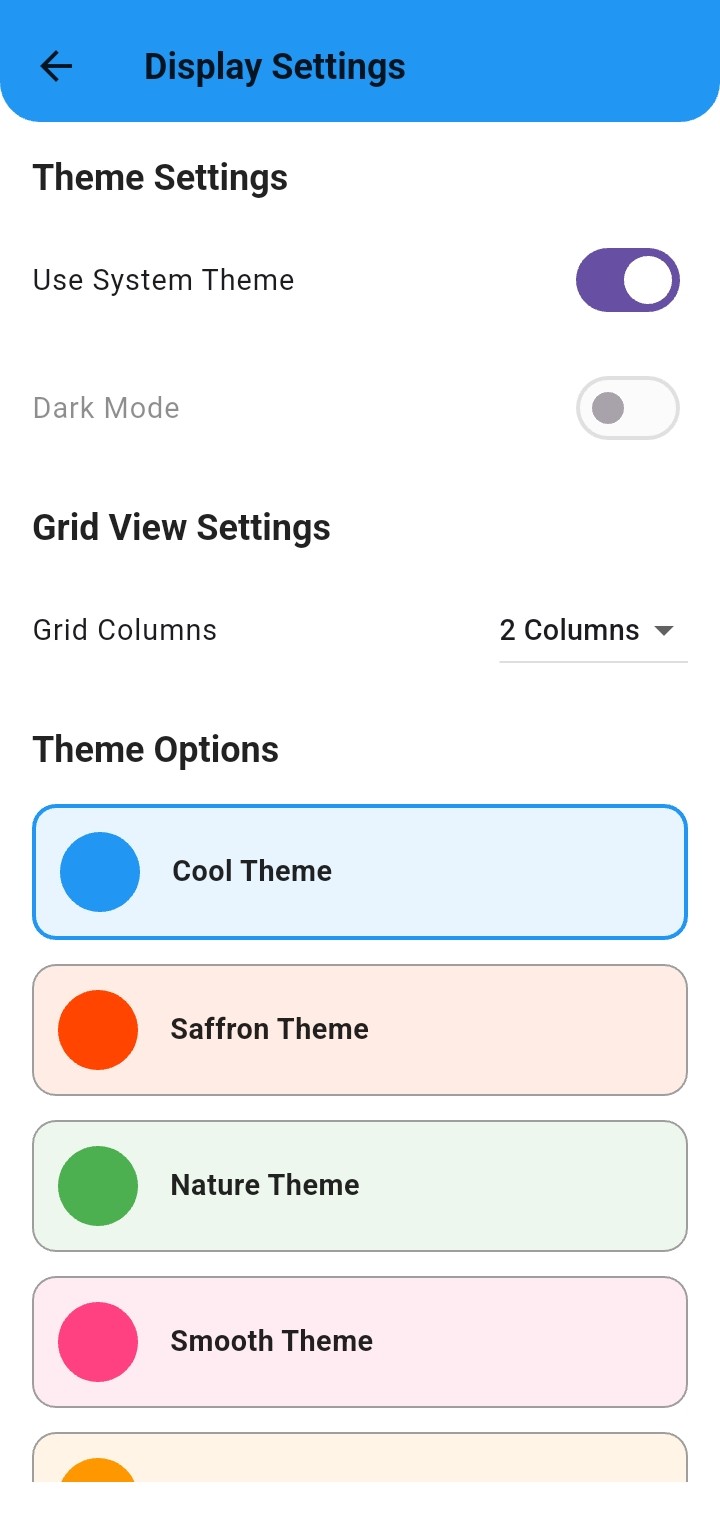 Display Settings
Theme Settings
Use System Theme
Dark Mode
Grid View Settings
Grid Columns
2 Columns
Theme Options
Cool Theme
Saffron Theme
Nature Theme
Smooth Theme